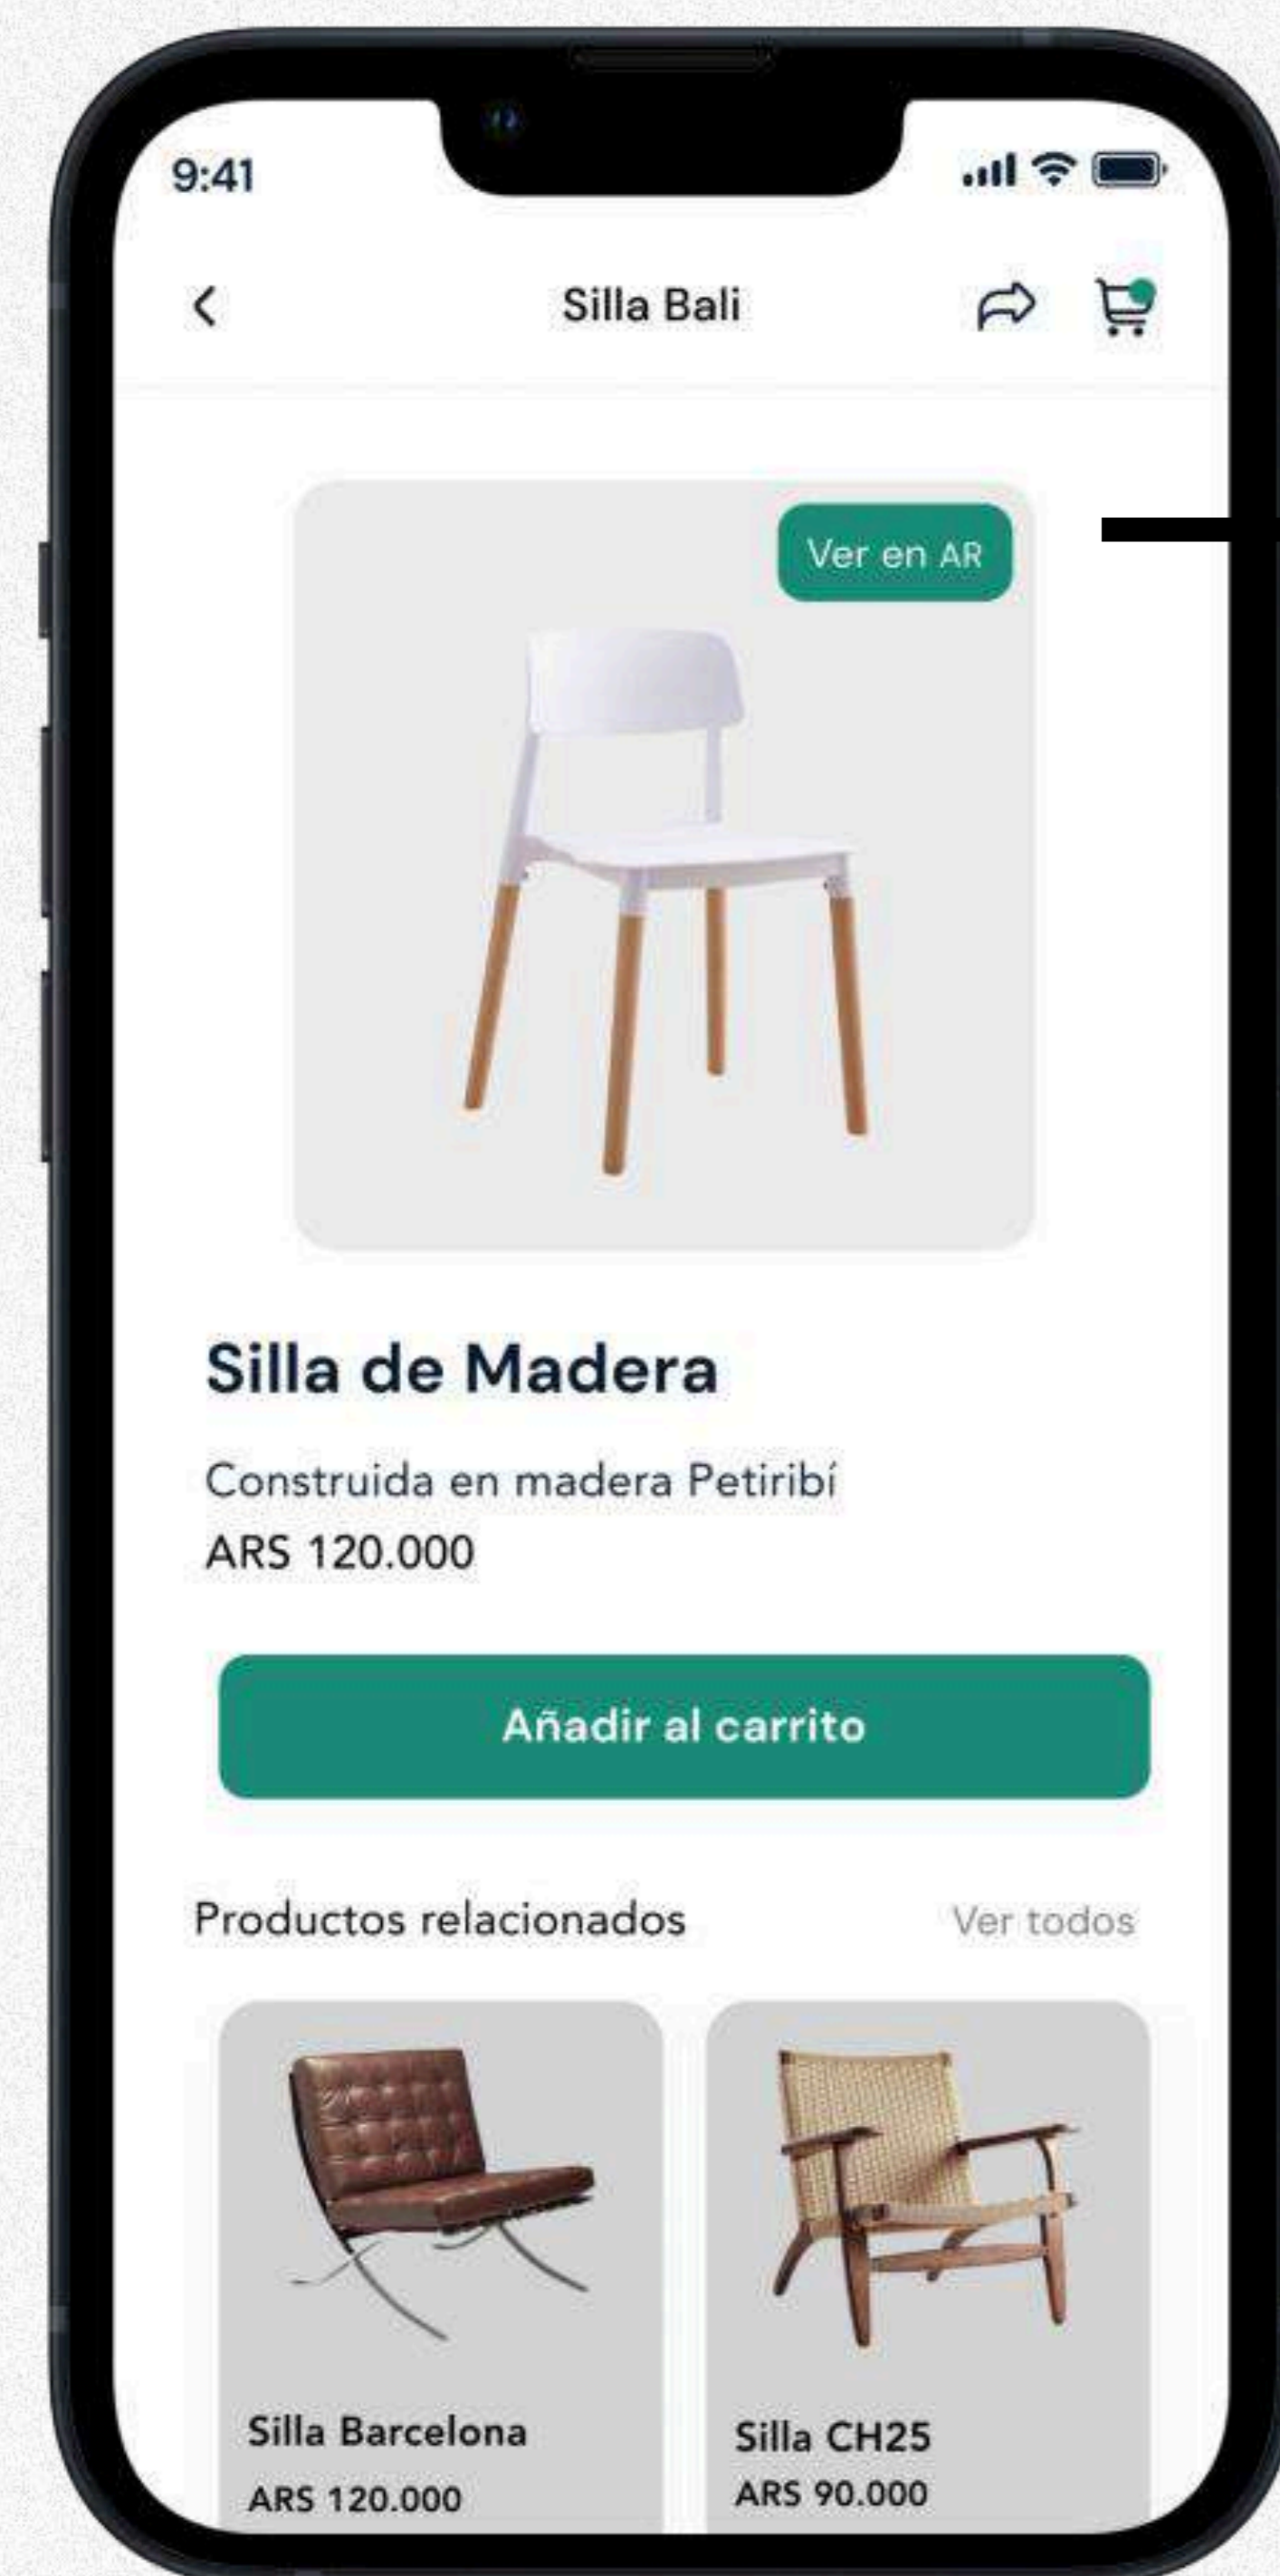 9:41
Silla Bali
Ver en AR
Silla de Madera
Construida en madera Petiribí
ARS 120.000
Añadir al carrito
Productos relacionados
Ver todos
Silla Barcelona
ARS 120.000
Silla CH25
ARS 90.000